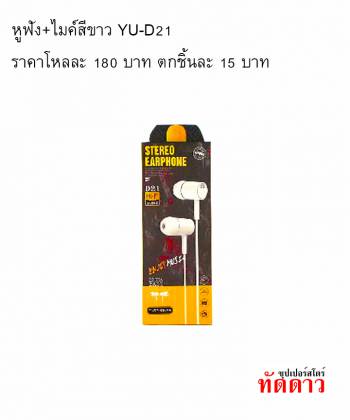 หูฟัง+ไมค์สีขาว YU-D21
ราคาโหลละ 180 บาท ตกชิ้นละ 15 บาท
STEREO
EARPHONE
D21
ENJOY MUSIC
ซุปเปอร์สโตร์
ทัดดาว